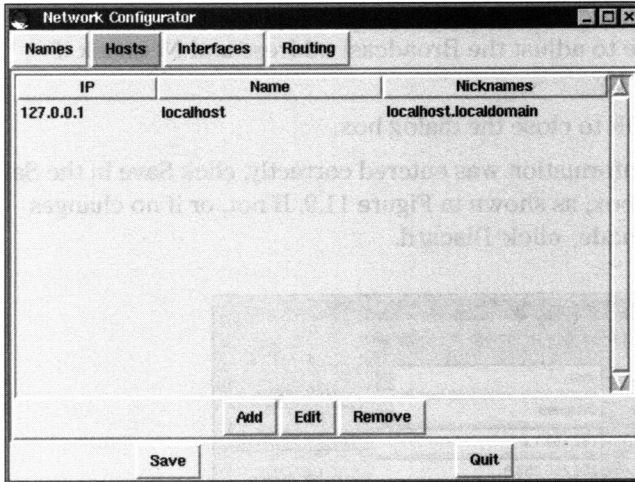 Network Configurator
Names Hosts Interfaces Routing
IP Name Nicknames
127.0.0.1 localhost localhost.localdomain
Add Edit Remove
Save Quit